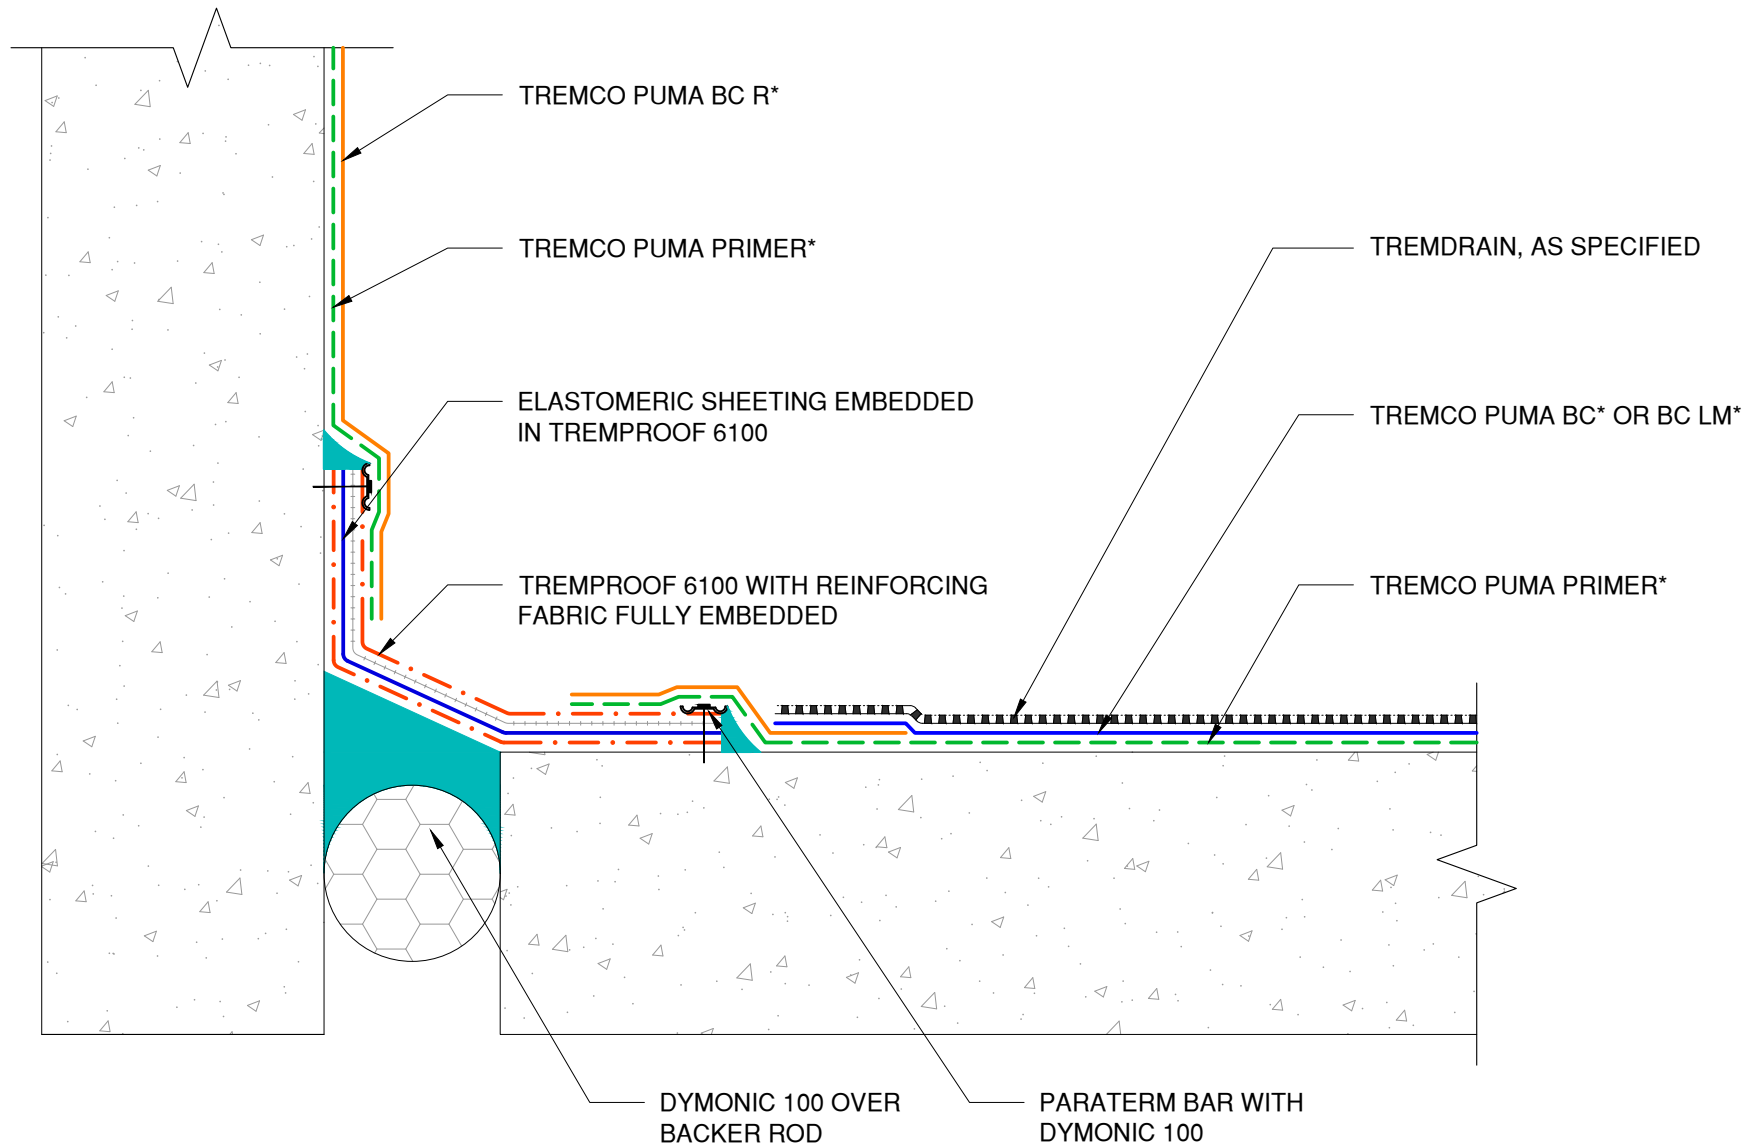 TREMCO PUMA BC R*
TREMCO PUMA PRIMER*
ELASTOMERIC SHEETING EMBEDDED
IN TREMPROOF 6100
TREMPROOF 6100 WITH REINFORCING
FABRIC FULLY EMBEDDED
TREMDRAIN, AS SPECIFIED
TREMCO PUMA BC* OR BC LM*
TREMCO PUMA PRIMER*
DYMONIC 100 OVER
BACKER ROD
PARATERM BAR WITH
DYMONIC 100